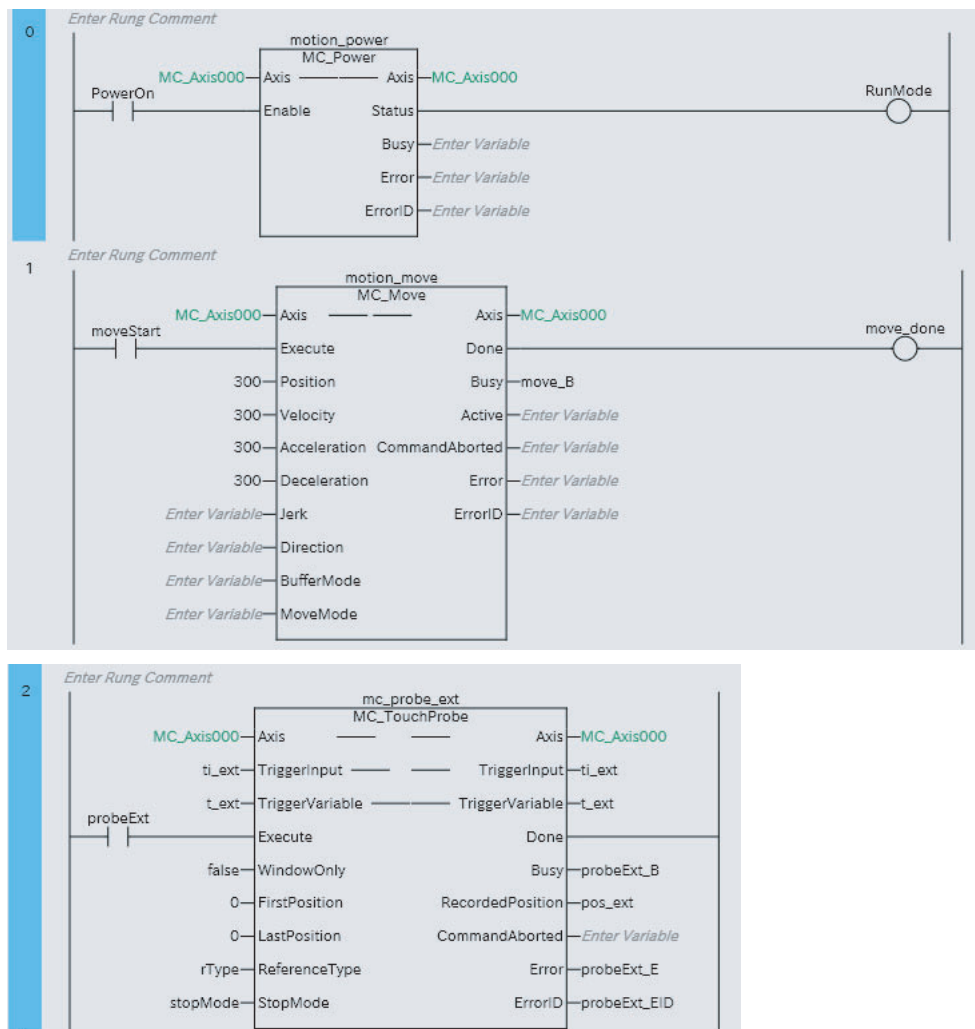 Enter Rung Comment
0
motion_power
MC_Power
MC_Axis000 Axis Axis MC_Axis000
PowerOn RunMode
Enable Status
Busy Enter Variable
Error Enter Variable
ErrorID Enter Variable
Enter Rung Comment
1
motion_move
MC_Move
MC_Axis000 Axis Axis MC_Axis000
moveStart move_done
Execute Done
300 Position Busy move_B
300 Velocity Active Enter Variable
300 Acceleration CommandAborted Enter Variable
300 Deceleration Error Enter Variable
Enter Variable Jerk ErrorID Enter Variable
Enter Variable Direction
Enter Variable BufferMode
Enter Variable MoveMode
Enter Rung Comment
2
mc_probe_ext
MC_TouchProbe
MC_Axis000 Axis Axis MC_Axis000
ti_ext TriggerInput TriggerInput ti_ext
t_ext TriggerVariable TriggerVariable t_ext
probeExt
Execute Done
false WindowOnly Busy probeExt_B
0 FirstPosition RecordedPosition pos_ext
0 LastPosition CommandAborted Enter Variable
rType ReferenceType Error probeExt_E
stopMode StopMode ErrorID probeExt_EID